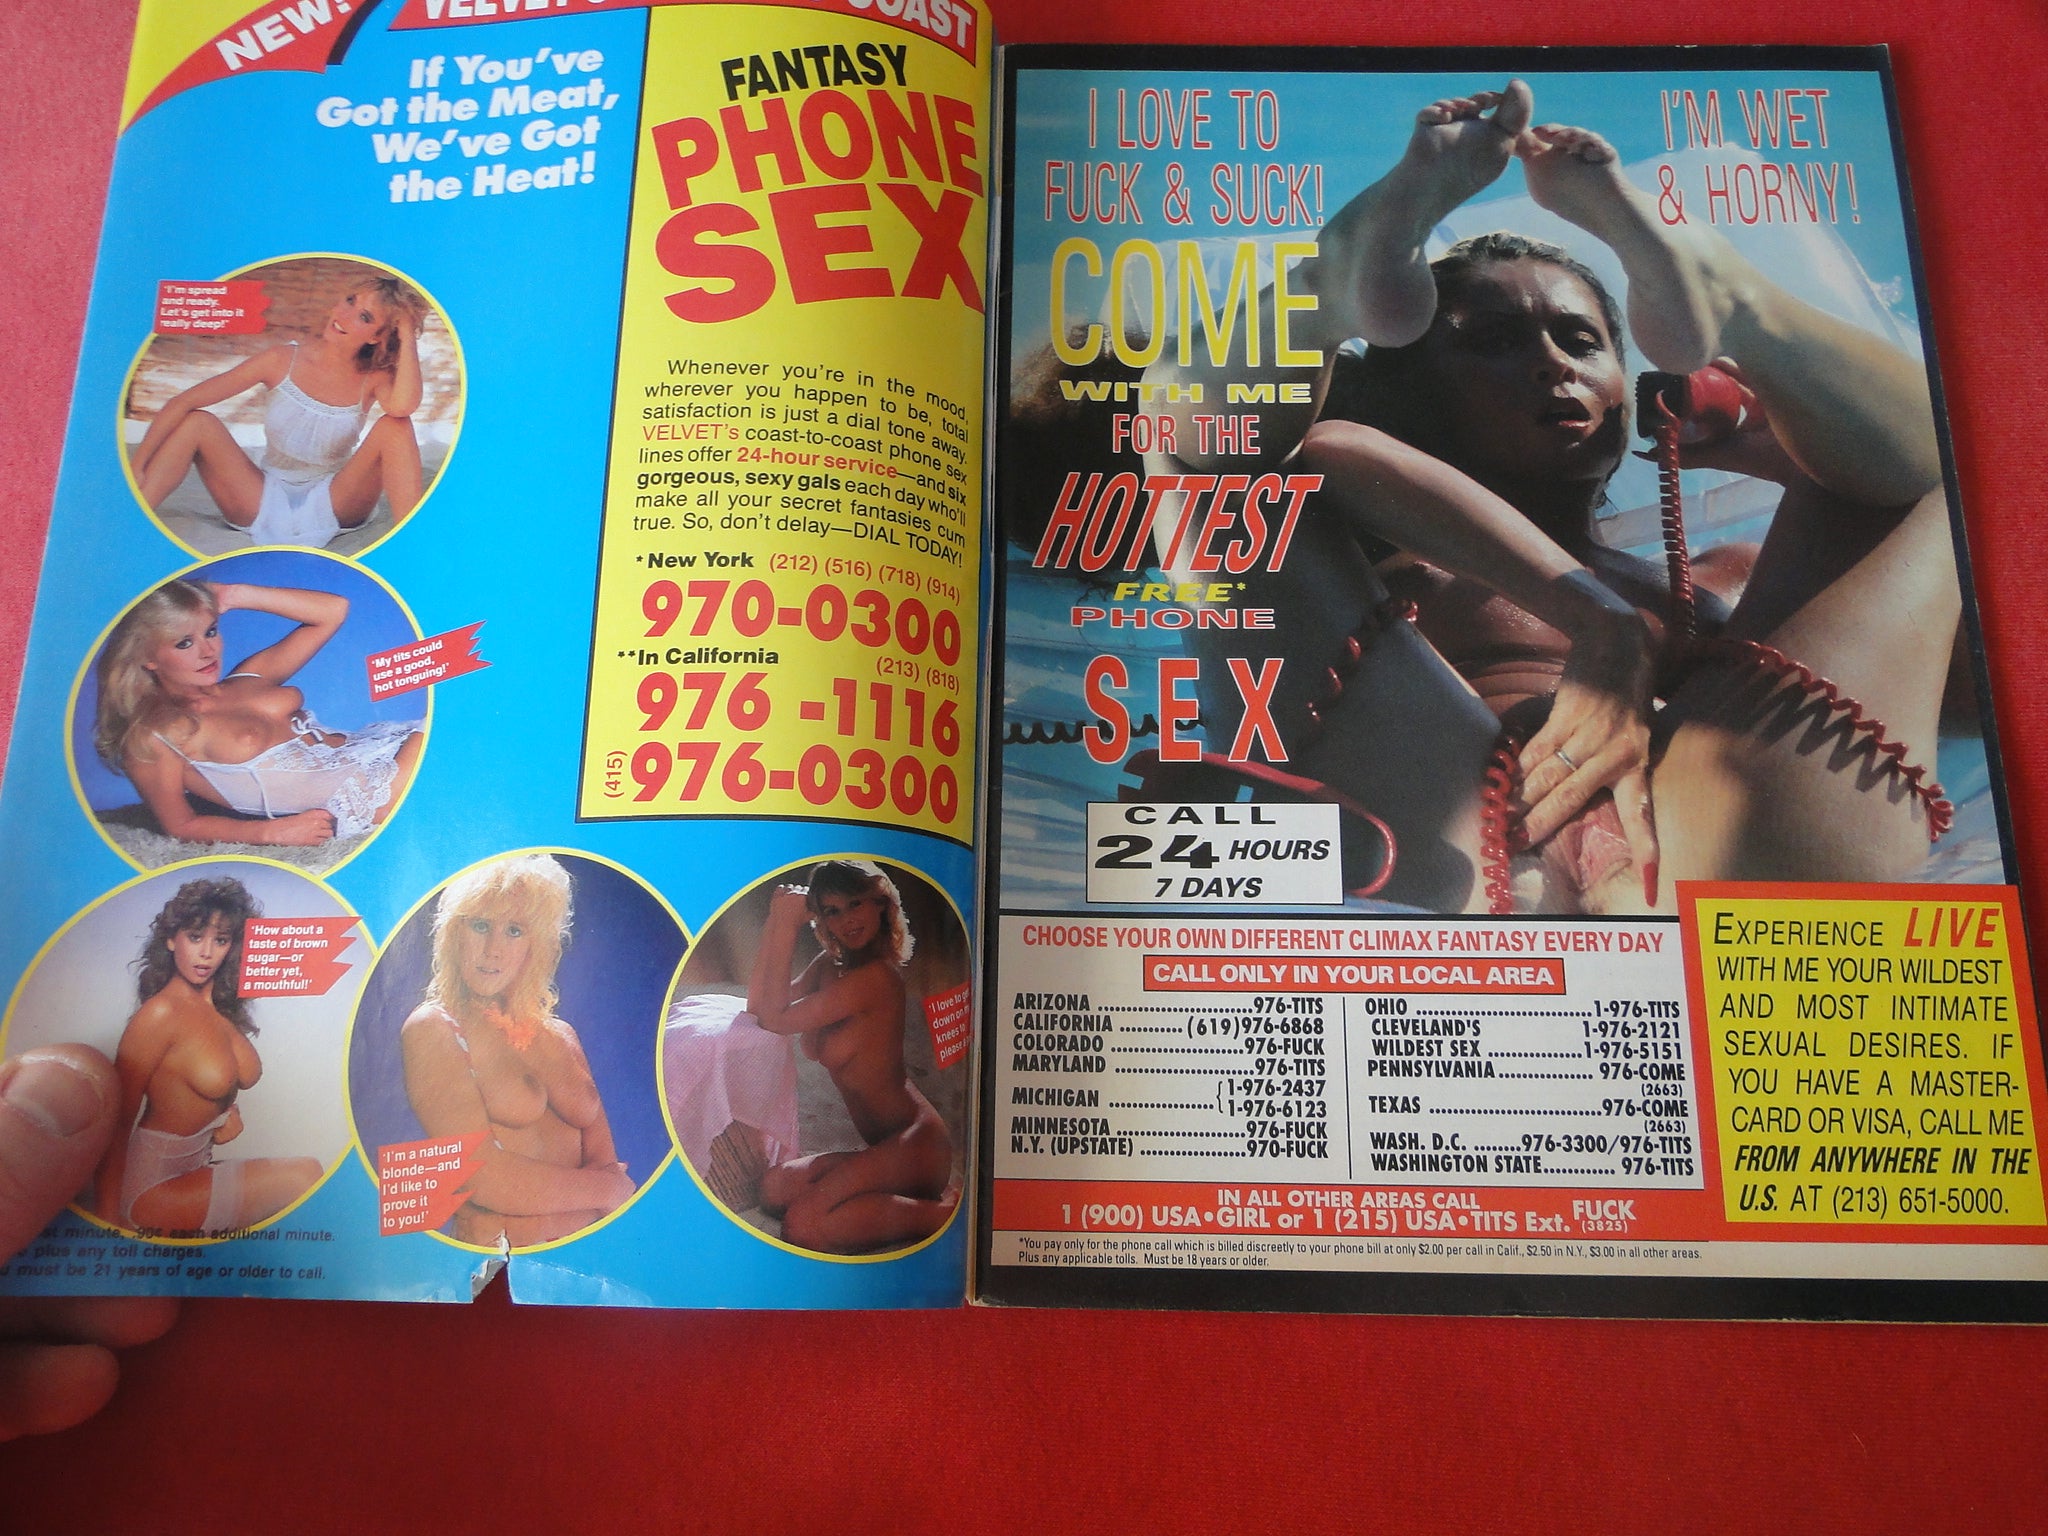 NEW!
COAST
If You've
Got the Meat,
We've Got
the Heat!
FANTASY
PHONE
SEX
Whenever you're in the mood,
wherever you happen to be, total
satisfaction is just a dial tone away.
VELVET's coast-to-coast phone sex
lines offer 24-hour service—and six
gorgeous, sexy gals each day who'll
make all your secret fantasies cum
true. So, don't delay—DIAL TODAY!
*New York (212) (516) (718) (914)
970-0300
**In California (213) (818)
976-1116
(415) 976-0300
'I'm spread
and ready.
Let's get into it
really deep!'
'My tits could
use a good,
hot tonguing!'
'How about a
taste of brown
sugar—or
better yet,
a mouthful!'
'I'm a natural
blonde—and
I'd like to
prove it
to you!'
'I love to
down on
knees to
please
minute, .90¢ each additional minute.
plus any toll charges.
must be 21 years of age or older to call.
I LOVE TO
FUCK & SUCK!
I'M WET
& HORNY!
COME
WITH ME
FOR THE
HOTTEST
FREE*
PHONE
SEX
CALL
24 HOURS
7 DAYS
CHOOSE YOUR OWN DIFFERENT CLIMAX FANTASY EVERY DAY
CALL ONLY IN YOUR LOCAL AREA
ARIZONA ........................ 976-TITS
CALIFORNIA .......... (619)976-6868
COLORADO .................... 976-FUCK
MARYLAND .................... 976-TITS
MICHIGAN .................... { 1-976-2437
1-976-6123
MINNESOTA .................... 976-FUCK
N.Y. (UPSTATE) .................... 970-FUCK
OHIO .............................. 1-976-TITS
CLEVELAND'S 1-976-2121
WILDEST SEX ................ 1-976-5151
PENNSYLVANIA ................ 976-COME
(2663)
TEXAS .............................. 976-COME
(2663)
WASH. D.C. ........ 976-3300/976-TITS
WASHINGTON STATE ............ 976-TITS
IN ALL OTHER AREAS CALL
1 (900) USA•GIRL or 1 (215) USA•TITS Ext. FUCK
(3825)
*You pay only for the phone call which is billed discreetly to your phone bill at only $2.00 per call in Calif., $2.50 in N.Y., $3.00 in all other areas.
Plus any applicable tolls. Must be 18 years or older.
EXPERIENCE LIVE
WITH ME YOUR WILDEST
AND MOST INTIMATE
SEXUAL DESIRES. IF
YOU HAVE A MASTER-
CARD OR VISA, CALL ME
FROM ANYWHERE IN THE
U.S. AT (213) 651-5000.